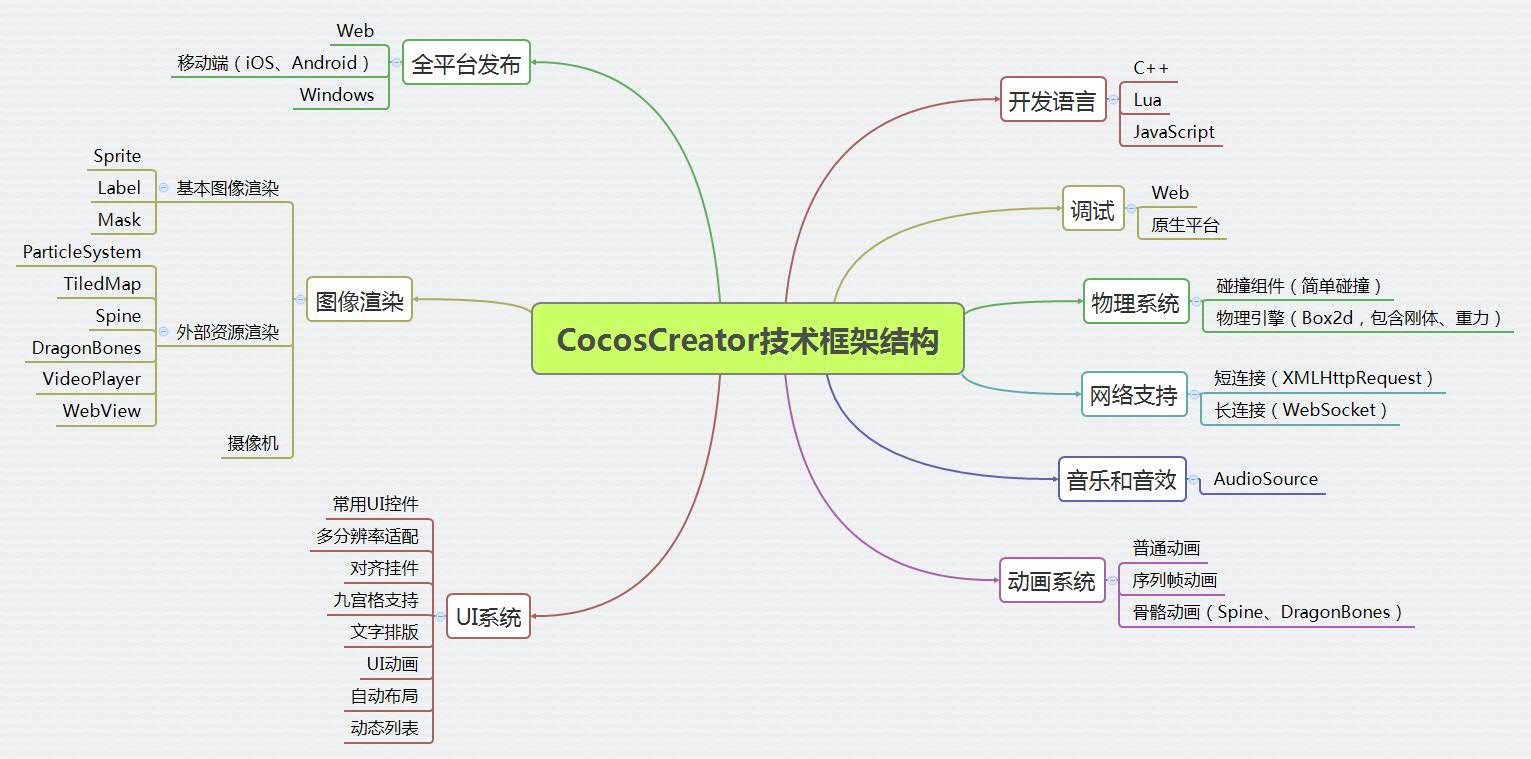 CocosCreator技术框架结构
开发语言
C++
Lua
JavaScript
调试
Web
原生平台
物理系统
碰撞组件（简单碰撞）
物理引擎（Box2d，包含刚体、重力）
网络支持
短连接（XMLHttpRequest）
长连接（WebSocket）
音乐和音效
AudioSource
动画系统
普通动画
序列帧动画
骨骼动画（Spine、DragonBones）
全平台发布
Web
移动端（iOS、Android）
Windows
图像渲染
基本图像渲染
Sprite
Label
Mask
外部资源渲染
ParticleSystem
TiledMap
Spine
DragonBones
VideoPlayer
WebView
摄像机
UI系统
常用UI控件
多分辨率适配
对齐挂件
九宫格支持
文字排版
UI动画
自动布局
动态列表